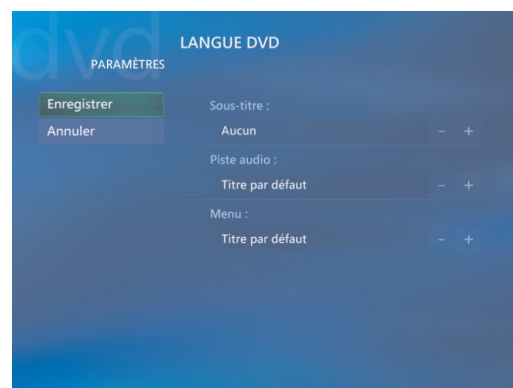 dvd
PARAMÈTRES
LANGUE DVD
Enregistrer
Annuler
Sous-titre :
Aucun - +
Piste audio :
Titre par défaut - +
Menu :
Titre par défaut - +